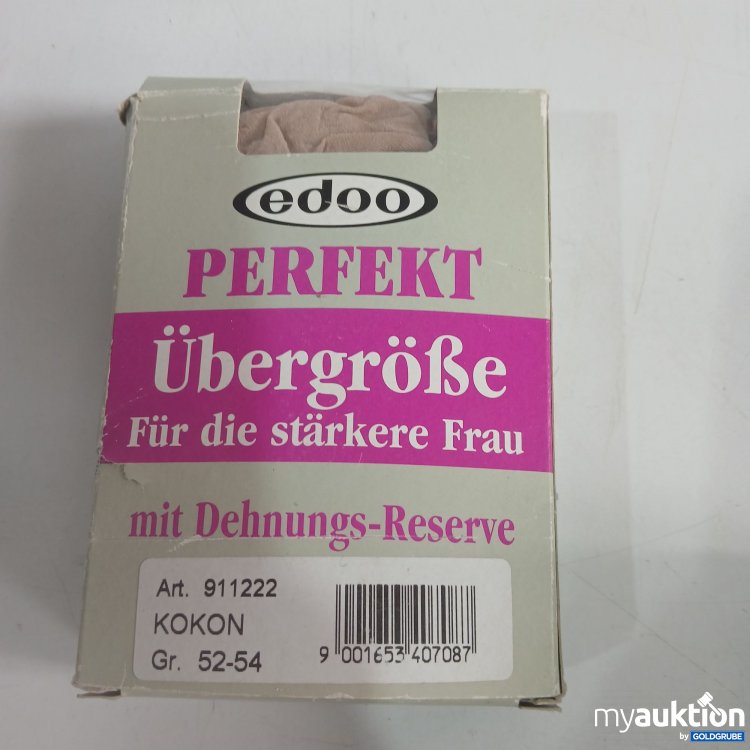 edoo
PERFEKT
Übergröße
Für die stärkere Frau
mit Dehnungs-Reserve
Art. 911222
KOKON
Gr. 52-54
9 001653 407087
myauktion
by GOLDGRUBE